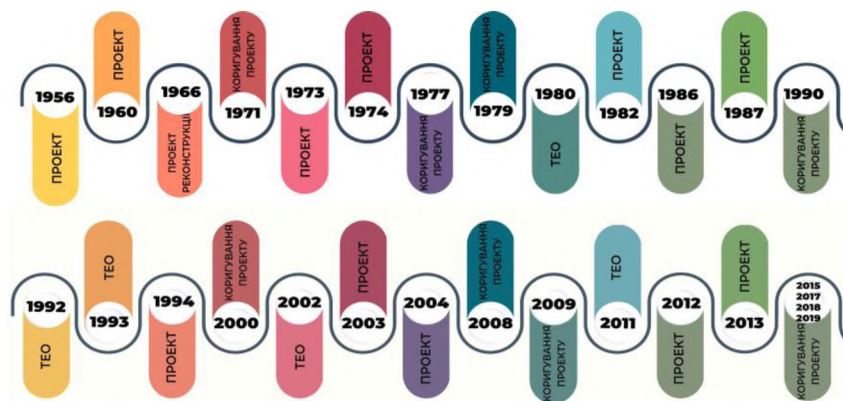 1956
ПРОЕКТ
ПРОЕКТ
1960
1966
ПРОЕКТ
РЕКОНСТРУКЦІЇ
КОРИГУВАННЯ
ПРОЕКТУ
1971
1973
ПРОЕКТ
ПРОЕКТ
1974
1977
КОРИГУВАННЯ
ПРОЕКТУ
КОРИГУВАННЯ
ПРОЕКТУ
1979
1980
ТЕО
ПРОЕКТ
1982
1986
ПРОЕКТ
ПРОЕКТ
1987
1990
КОРИГУВАННЯ
ПРОЕКТУ
1992
ТЕО
ТЕО
1993
1994
ПРОЕКТ
КОРИГУВАННЯ
ПРОЕКТУ
2000
2002
ТЕО
ПРОЕКТ
2003
2004
ПРОЕКТ
КОРИГУВАННЯ
ПРОЕКТУ
2008
2009
КОРИГУВАННЯ
ПРОЕКТУ
ТЕО
2011
2012
ПРОЕКТ
ПРОЕКТ
2013
2015
2017
2018
2019
КОРИГУВАННЯ
ПРОЕКТУ